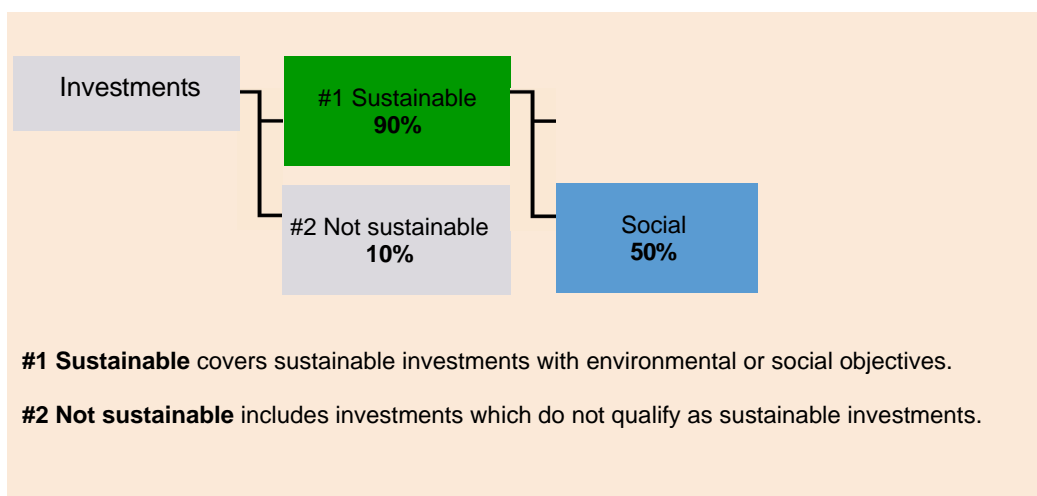 Investments
#1 Sustainable
90%
#2 Not sustainable
10%
Social
50%
#1 Sustainable covers sustainable investments with environmental or social objectives.
#2 Not sustainable includes investments which do not qualify as sustainable investments.